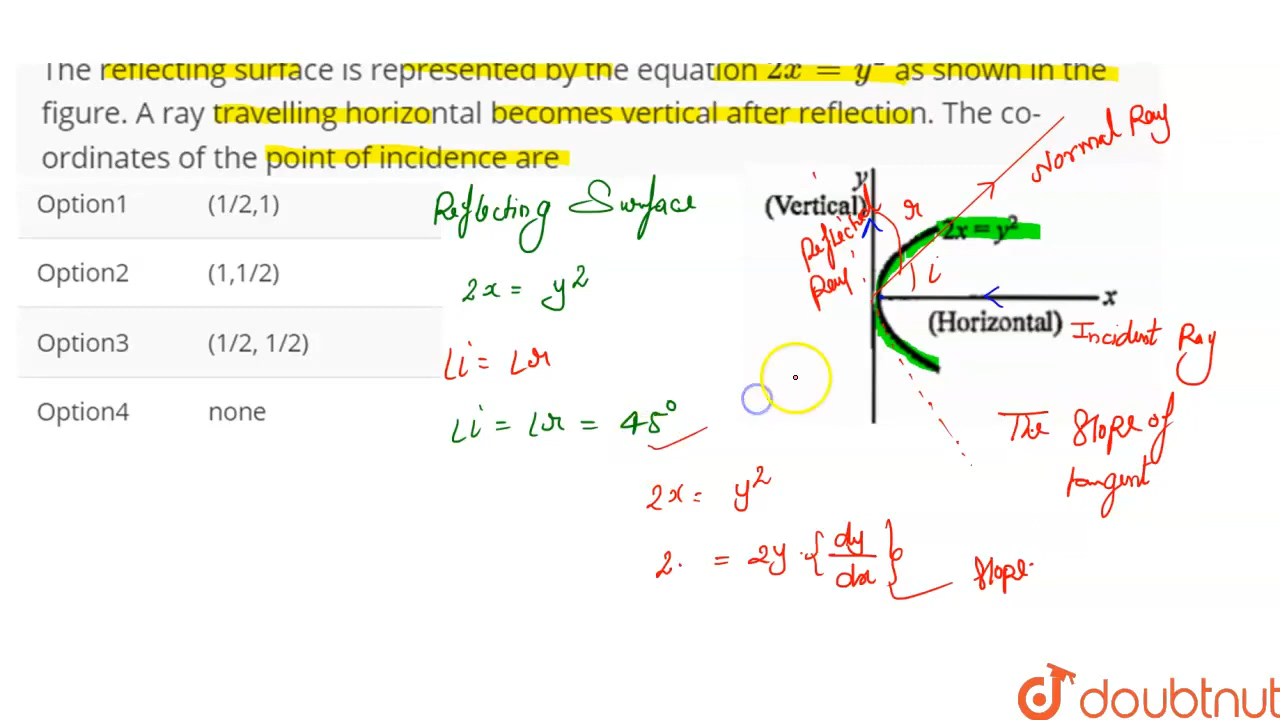 The reflecting surface is represented by the equation 2x = y² as shown in the
figure. A ray travelling horizontal becomes vertical after reflection. The co-
ordinates of the point of incidence are
Option1 (1/2,1)
Option2 (1,1/2)
Option3 (1/2, 1/2)
Option4 none
Reflecting Surface
2x = y²
∠i = ∠r
∠i = ∠r = 45°
2x = y²
2. = 2y · {dy/dx}
Slope.
y
(Vertical)
Reflected
Ray
r
i
2x = y²
Normal Ray
x
(Horizontal)
Incident Ray
The Slope of
tangent
doubtnut